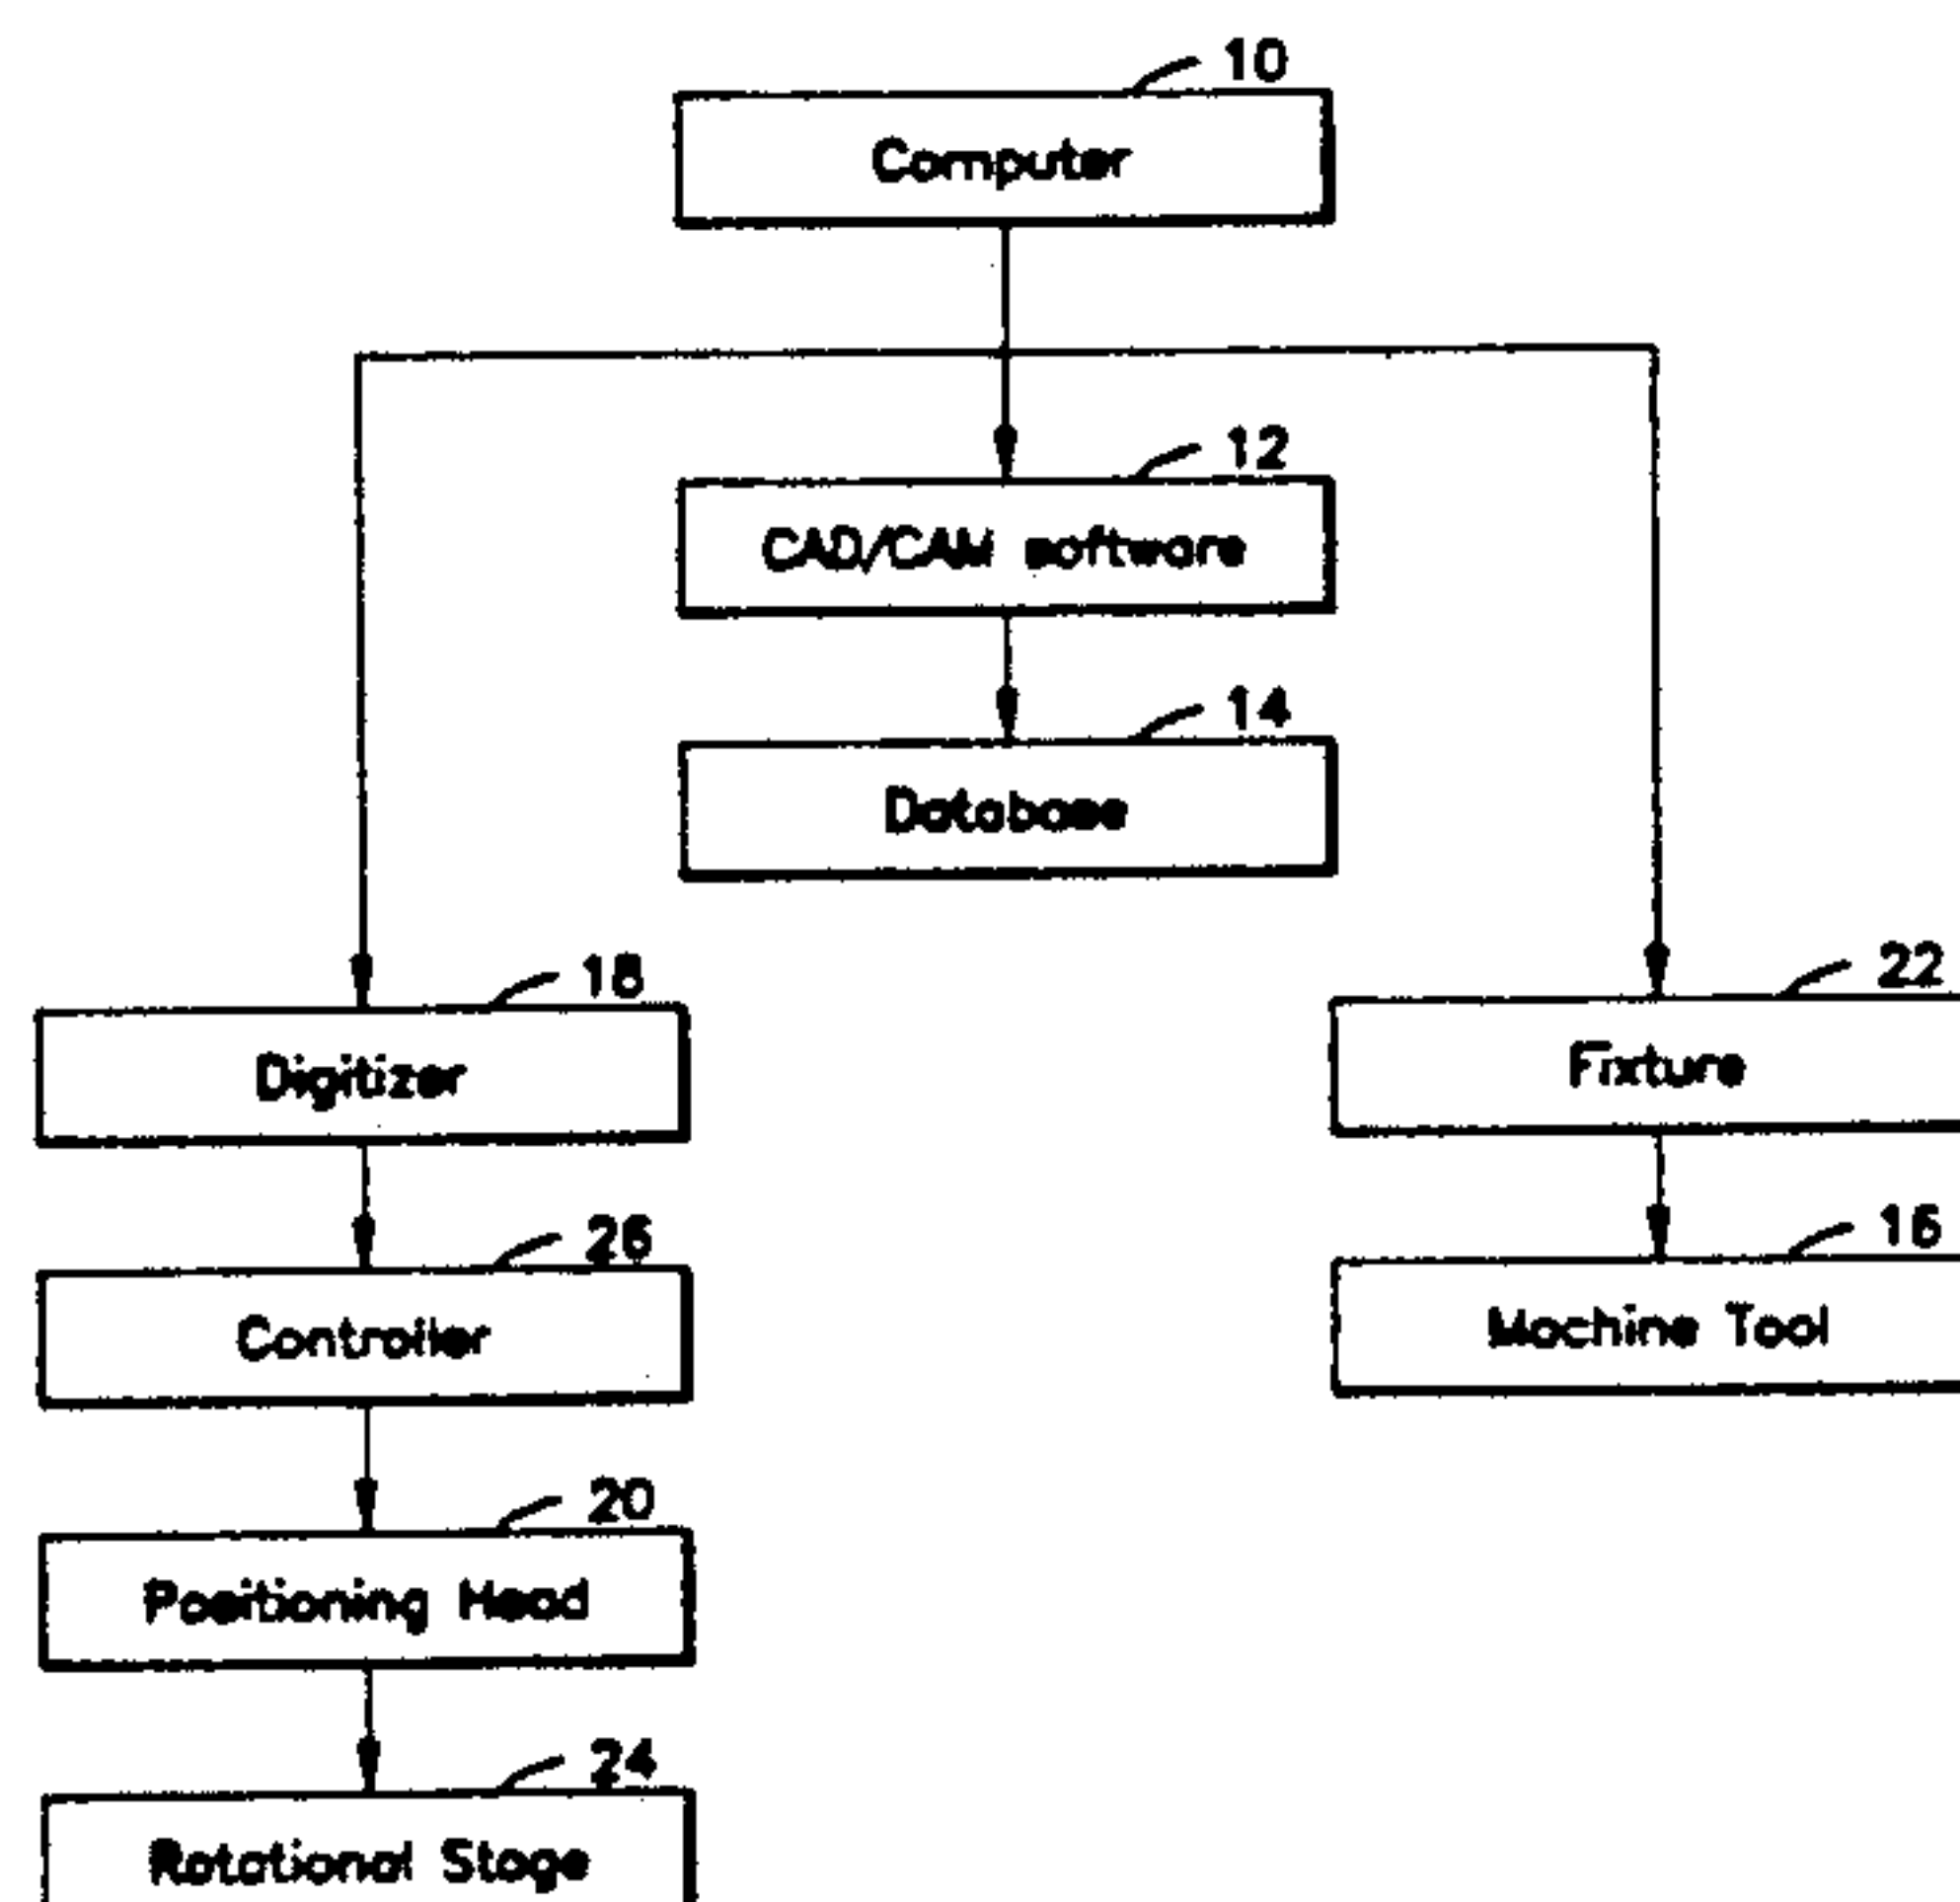 10
Computer
12
CAD/CAM software
14
Database
18
Digitizer
22
Fixture
26
Controller
16
Machine Tool
20
Positioning Head
24
Rotational Stage